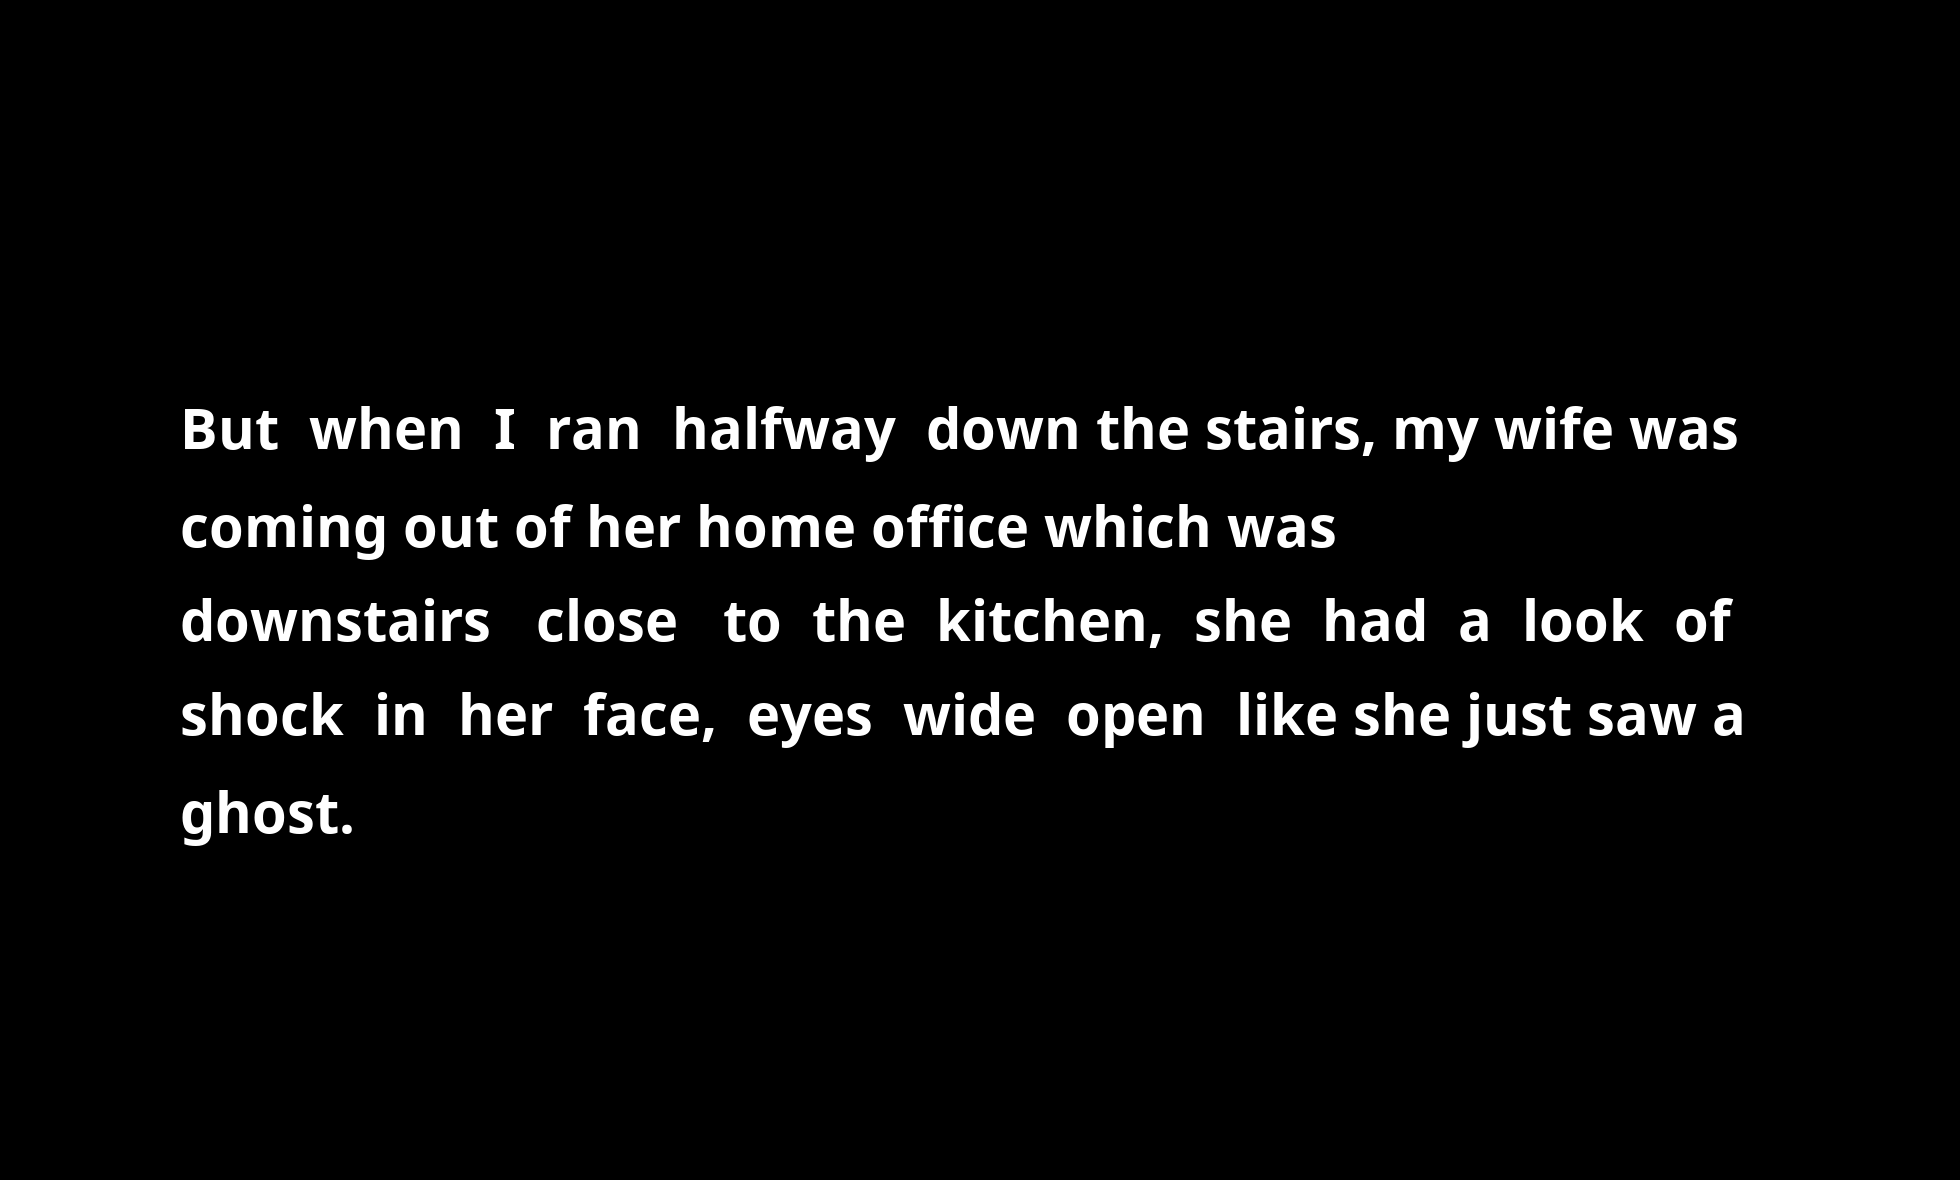 But when I ran halfway down the stairs, my wife was
coming out of her home office which was
downstairs close to the kitchen, she had a look of
shock in her face, eyes wide open like she just saw a
ghost.